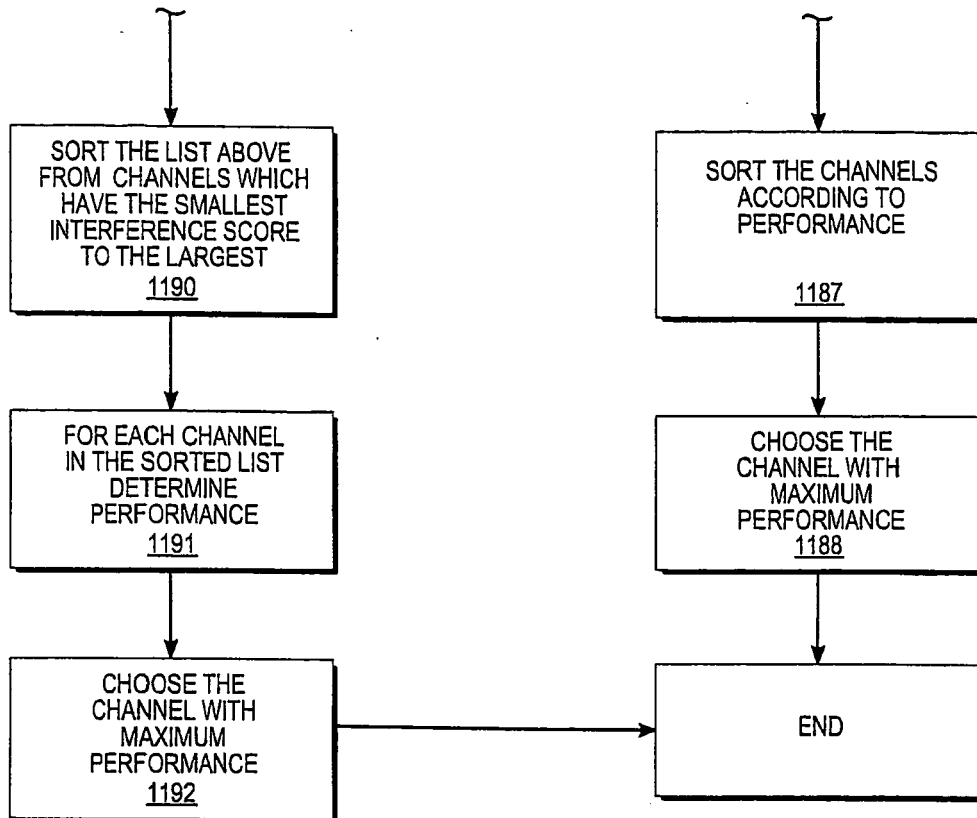 SORT THE LIST ABOVE
FROM CHANNELS WHICH
HAVE THE SMALLEST
INTERFERENCE SCORE
TO THE LARGEST
1190
FOR EACH CHANNEL
IN THE SORTED LIST
DETERMINE
PERFORMANCE
1191
CHOOSE THE
CHANNEL WITH
MAXIMUM
PERFORMANCE
1192
SORT THE CHANNELS
ACCORDING TO
PERFORMANCE
1187
CHOOSE THE
CHANNEL WITH
MAXIMUM
PERFORMANCE
1188
END